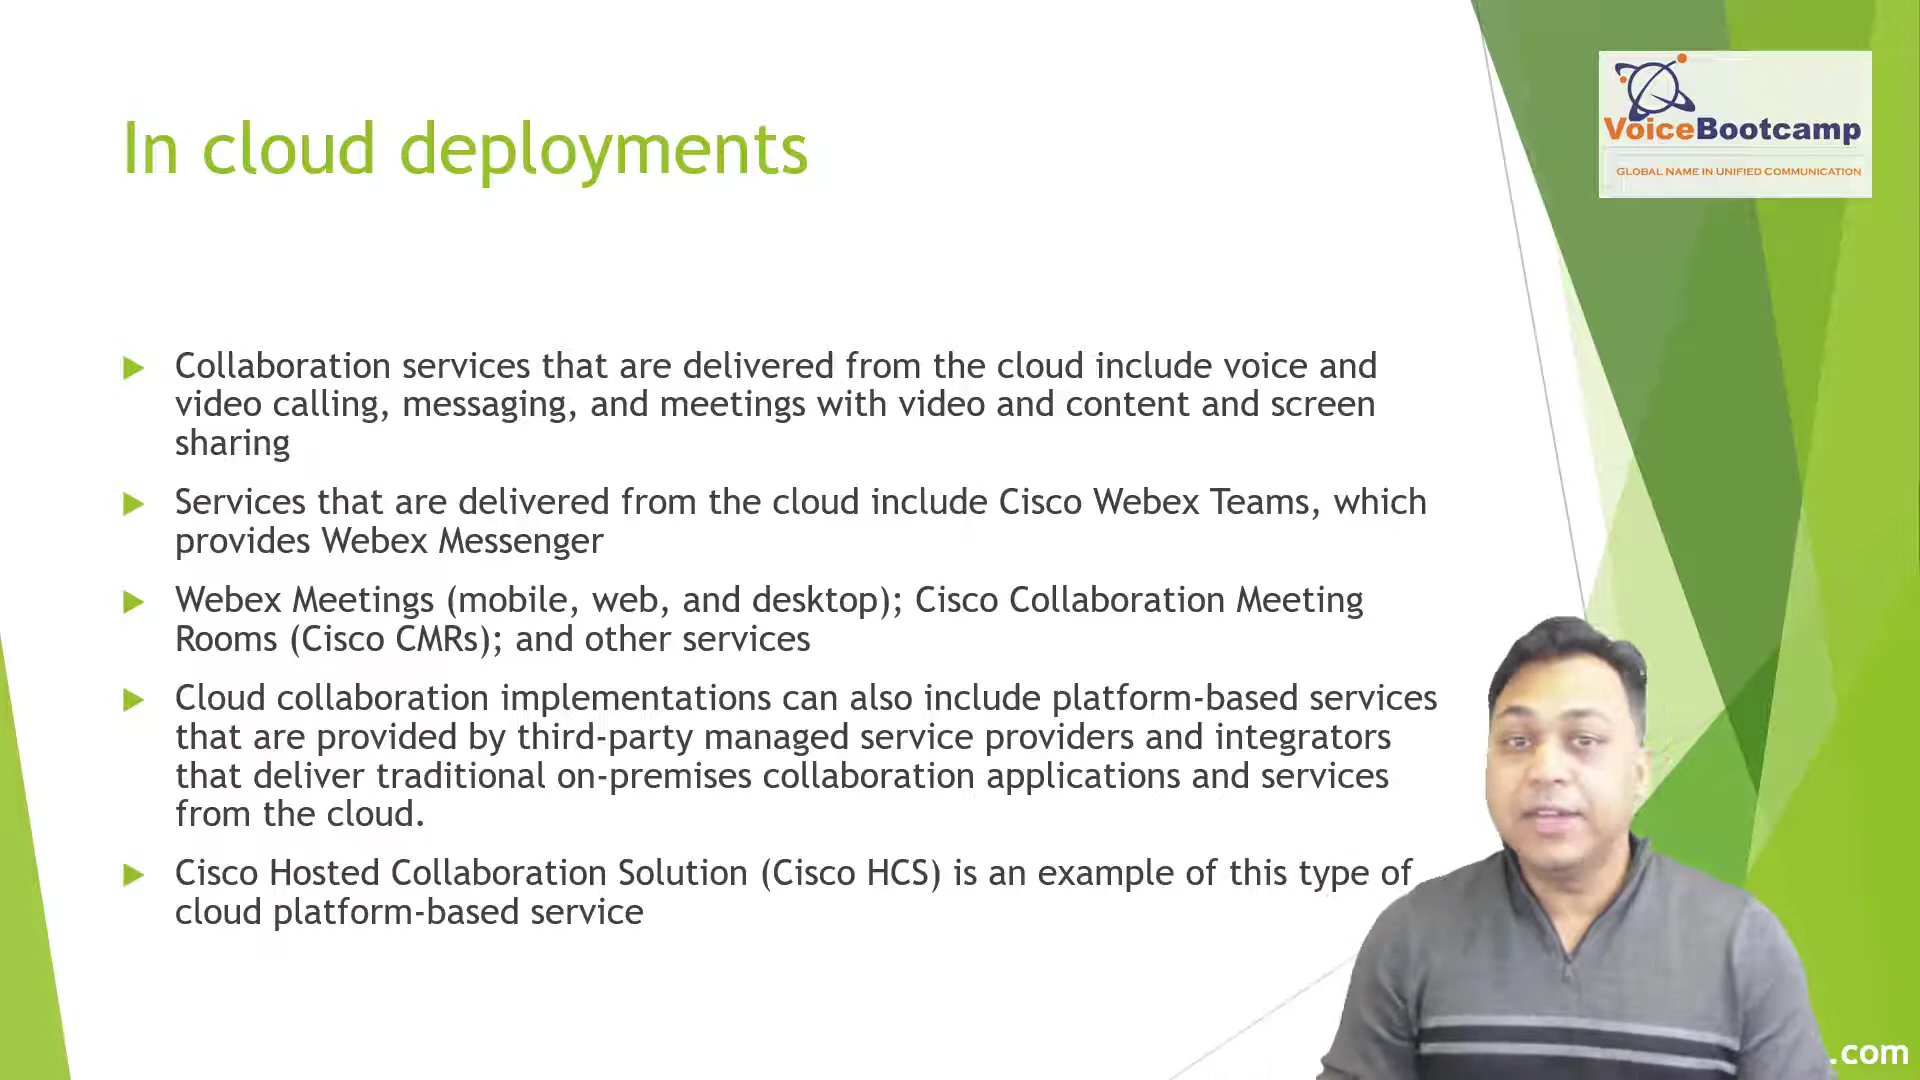 VoiceBootcamp
GLOBAL NAME IN UNIFIED COMMUNICATION
In cloud deployments
Collaboration services that are delivered from the cloud include voice and
video calling, messaging, and meetings with video and content and screen
sharing
Services that are delivered from the cloud include Cisco Webex Teams, which
provides Webex Messenger
Webex Meetings (mobile, web, and desktop); Cisco Collaboration Meeting
Rooms (Cisco CMRs); and other services
Cloud collaboration implementations can also include platform-based services
that are provided by third-party managed service providers and integrators
that deliver traditional on-premises collaboration applications and services
from the cloud.
Cisco Hosted Collaboration Solution (Cisco HCS) is an example of this type of
cloud platform-based service
.com